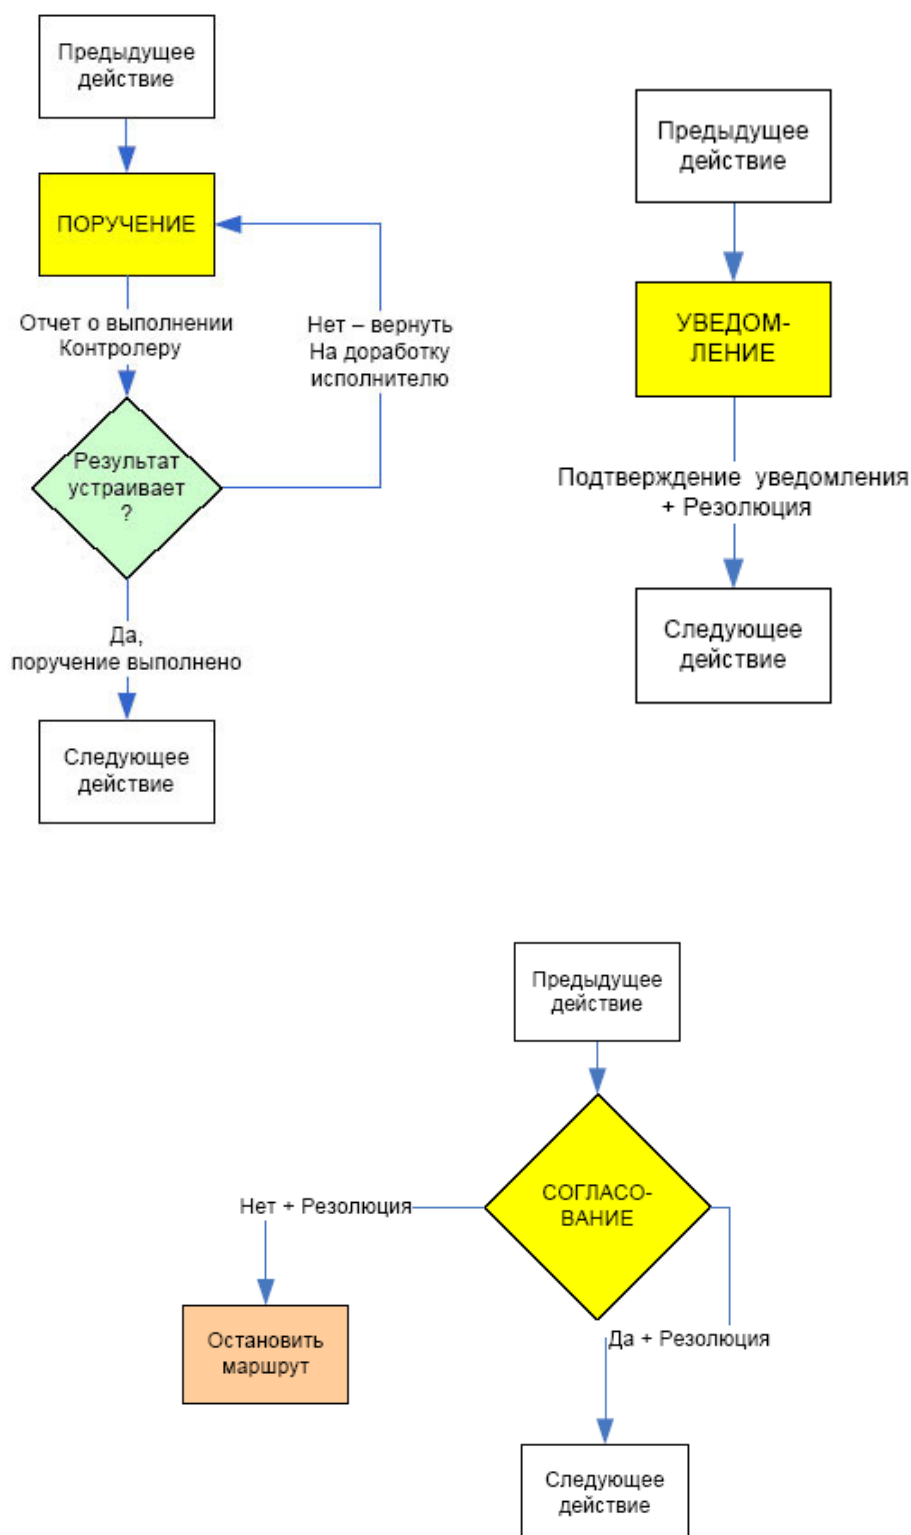 Предыдущее
действие
ПОРУЧЕНИЕ
Отчет о выполнении
Контролеру
Нет – вернуть
На доработку
исполнителю
Результат
устраивает
?
Да,
поручение выполнено
Следующее
действие
Предыдущее
действие
УВЕДОМ-
ЛЕНИЕ
Подтверждение уведомления
+ Резолюция
Следующее
действие
Предыдущее
действие
СОГЛАСО-
ВАНИЕ
Нет + Резолюция
Остановить
маршрут
Да + Резолюция
Следующее
действие